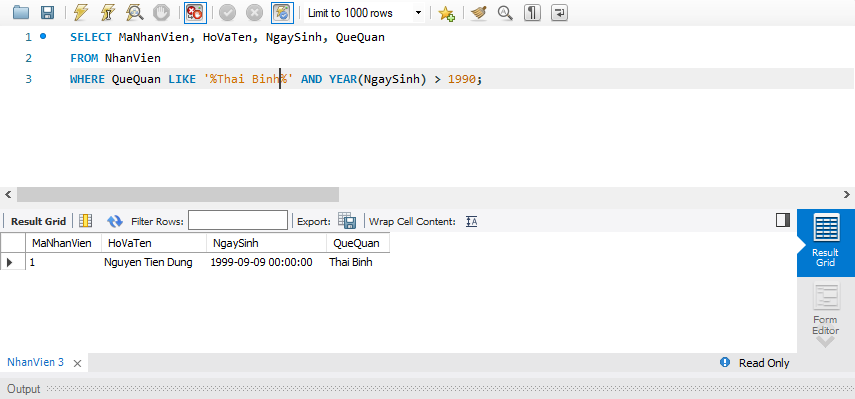 Limit to 1000 rows
1 SELECT MaNhanVien, HoVaTen, NgaySinh, QueQuan
2 FROM NhanVien
3 WHERE QueQuan LIKE '%Thai Binh%' AND YEAR(NgaySinh) > 1990;
Result Grid Filter Rows: Export: Wrap Cell Content: IA
MaNhanVien HoVaTen NgaySinh QueQuan
1 Nguyen Tien Dung 1999-09-09 00:00:00 Thai Binh
Result
Grid
Form
Editor
NhanVien 3 Read Only
Output